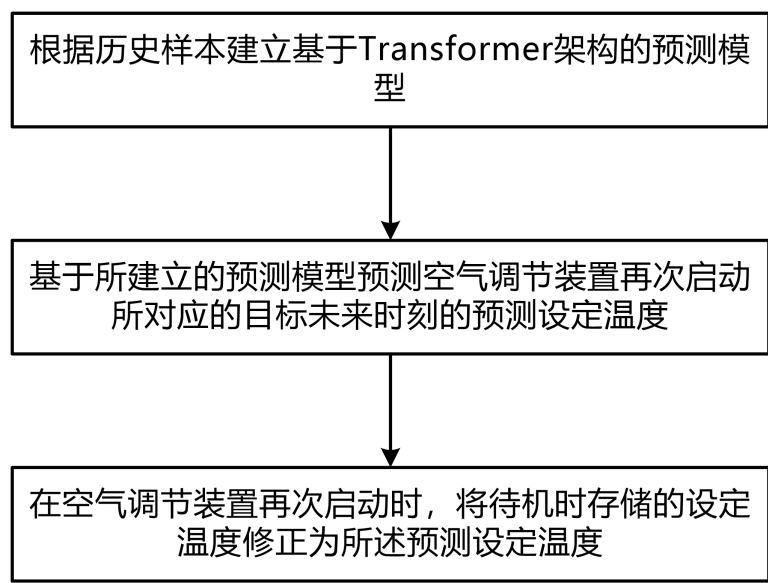 根据历史样本建立基于Transformer架构的预测模
型
基于所建立的预测模型预测空气调节装置再次启动
所对应的目标未来时刻的预测设定温度
在空气调节装置再次启动时，将待机时存储的设定
温度修正为所述预测设定温度